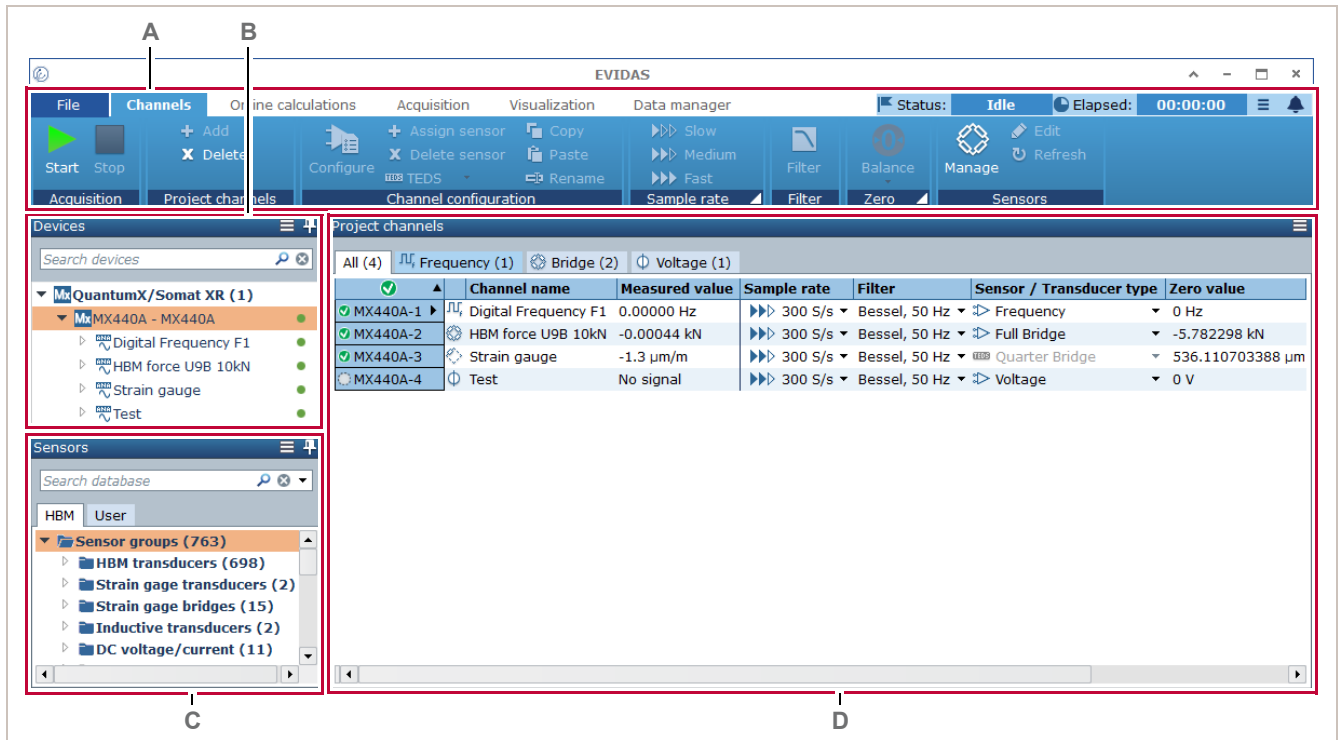 A B
EVIDAS
File Channels Online calculations Acquisition Visualization Data manager Status: Idle Elapsed: 00:00:00
Start Stop
Acquisition
+ Add
X Delete
Project channels
Configure
+ Assign sensor
X Delete sensor
TEDS
Copy
Paste
Rename
Channel configuration
Slow
Medium
Fast
Sample rate
Filter
Filter
Balance
Zero
Manage
Edit
Refresh
Sensors
Devices
Search devices
Mx QuantumX/Somat XR (1)
Mx MX440A - MX440A
Digital Frequency F1
HBM force U9B 10kN
Strain gauge
Test
Sensors
Search database
HBM User
Sensor groups (763)
HBM transducers (698)
Strain gage transducers (2)
Strain gage bridges (15)
Inductive transducers (2)
DC voltage/current (11)
Project channels
All (4) Frequency (1) Bridge (2) Voltage (1)
Channel name Measured value Sample rate Filter Sensor / Transducer type Zero value
MX440A-1 Digital Frequency F1 0.00000 Hz 300 S/s Bessel, 50 Hz Frequency 0 Hz
MX440A-2 HBM force U9B 10kN -0.00044 kN 300 S/s Bessel, 50 Hz Full Bridge -5.782298 kN
MX440A-3 Strain gauge -1.3 µm/m 300 S/s Bessel, 50 Hz Quarter Bridge 536.110703388 µm
MX440A-4 Test No signal 300 S/s Bessel, 50 Hz Voltage 0 V
C D